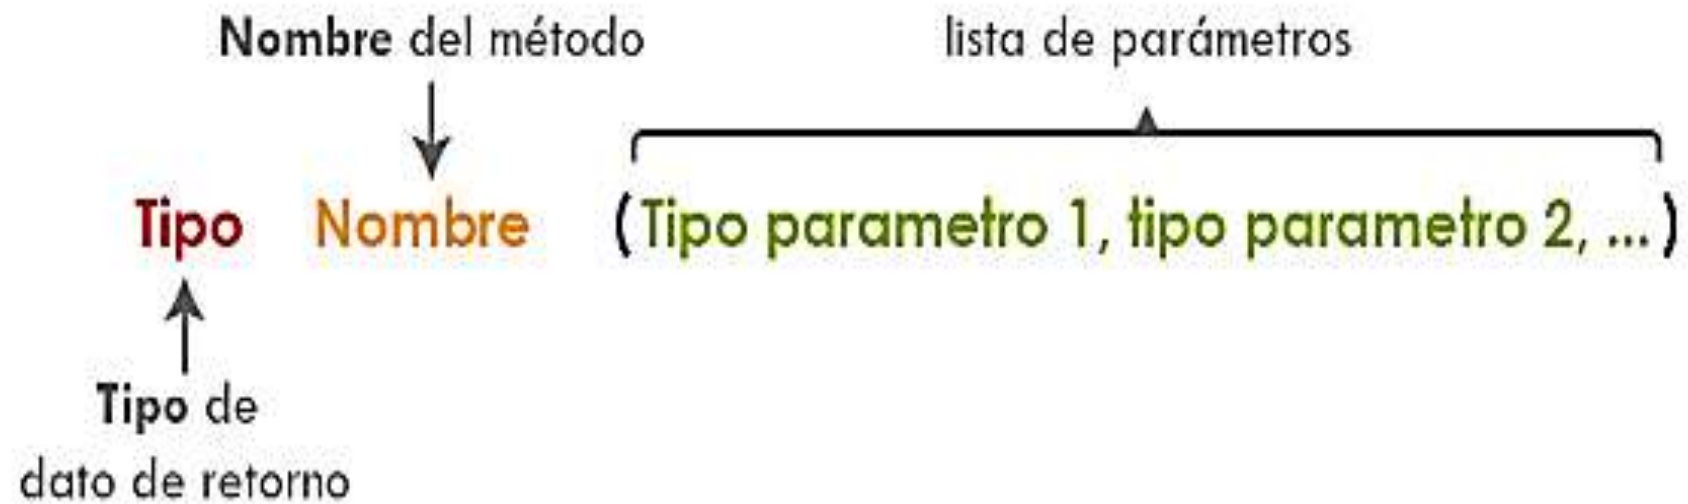 Nombre del método
lista de parámetros
Tipo Nombre (Tipo parametro 1, tipo parametro 2, ...)
Tipo de
dato de retorno